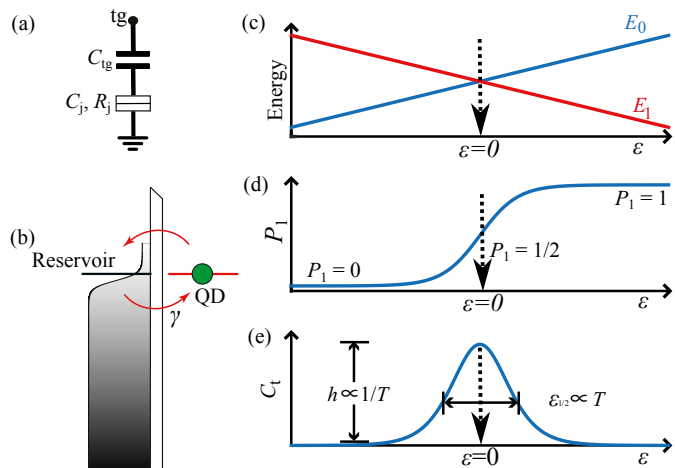 (a)
tg
C_tg
C_j, R_j
(b)
Reservoir
QD
γ
(c)
Energy
E_0
E_1
ε=0
ε
(d)
P_1
P_1 = 0
P_1 = 1/2
P_1 = 1
ε=0
ε
(e)
C_t
h∝1/T
ε_1/2∝ T
ε=0
ε